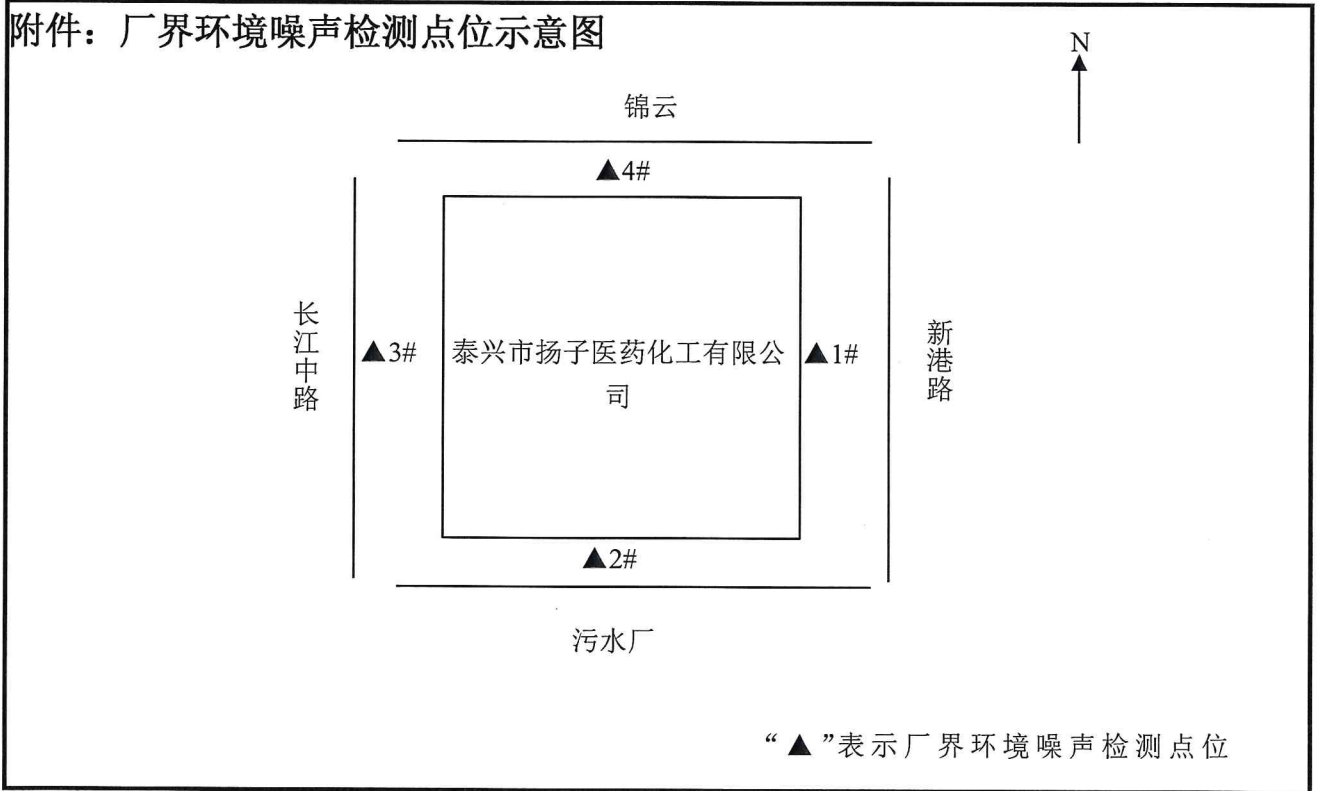 附件：厂界环境噪声检测点位示意图
N
锦云
▲4#
长江中路
▲3#
泰兴市扬子医药化工有限公
司
▲1#
新港路
▲2#
污水厂
“▲”表示厂界环境噪声检测点位